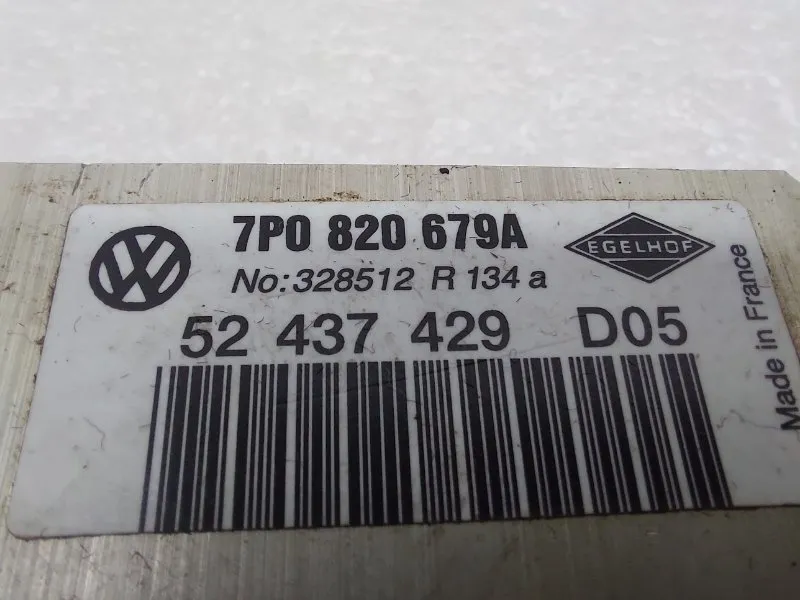 7P0 820 679A
EGELHOF
No:328512 R 134 a
52 437 429 D05
Made in France